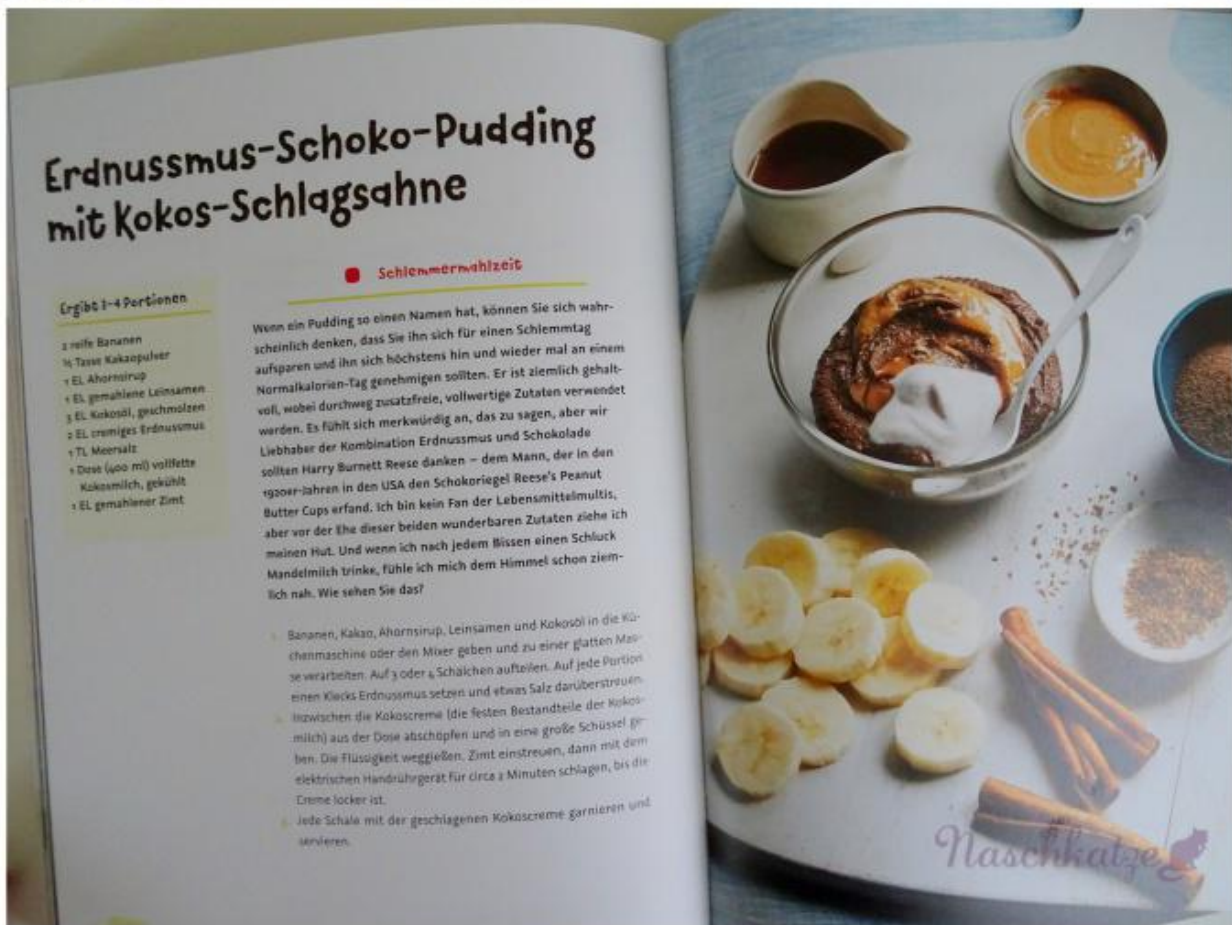 Erdnussmus-Schoko-Pudding
mit Kokos-Schlagsahne
Schlemmermahlzeit
Ergibt 3-4 Portionen
2 reife Bananen
Tasse Kakaopulver
1 EL Ahornsirup
1 EL gemahlene Leinsamen
3 EL Kokosöl, geschmolzen
2 EL cremiges Erdnussmus
1 TL Meersalz
1 Dose (400 ml) vollfette
Kokosmilch, gekühlt
1 EL gemahlener Zimt
Wenn ein Pudding so einen Namen hat, können Sie sich wahr-
scheinlich denken, dass Sie ihn sich für einen Schlemmtag
aufsparen und ihn sich höchstens hin und wieder mal an einem
Normalkalorien-Tag genehmigen sollten. Er ist ziemlich gehalt-
voll, wobei durchweg zusatzfreie, vollwertige Zutaten verwendet
werden. Es fühlt sich merkwürdig an, das zu sagen, aber wir
Liebhaber der Kombination Erdnussmus und Schokolade
sollten Harry Burnett Reese danken – dem Mann, der in den
1920er-Jahren in den USA den Schokoriegel Reese's Peanut
Butter Cups erfand. Ich bin kein Fan der Lebensmittelmultis,
aber vor der Ehe dieser beiden wunderbaren Zutaten ziehe ich
meinen Hut. Und wenn ich nach jedem Bissen einen Schluck
Mandelmilch trinke, fühle ich mich dem Himmel schon ziem-
lich nah. Wie sehen Sie das?
1. Bananen, Kakao, Ahornsirup, Leinsamen und Kokosöl in die Kü-
chenmaschine oder den Mixer geben und zu einer glatten Mas-
se verarbeiten. Auf 3 oder 4 Schälchen aufteilen. Auf jede Portion
einen Klecks Erdnussmus setzen und etwas Salz darüberstreuen.
2. Inzwischen die Kokoscreme (die festen Bestandteile der Kokos-
milch) aus der Dose abschöpfen und in eine große Schüssel ge-
ben. Die Flüssigkeit weggießen. Zimt einstreuen, dann mit dem
elektrischen Handrührgerät für circa 2 Minuten schlagen, bis die
Creme locker ist.
3. Jede Schale mit der geschlagenen Kokoscreme garnieren und
servieren.
Naschkatze